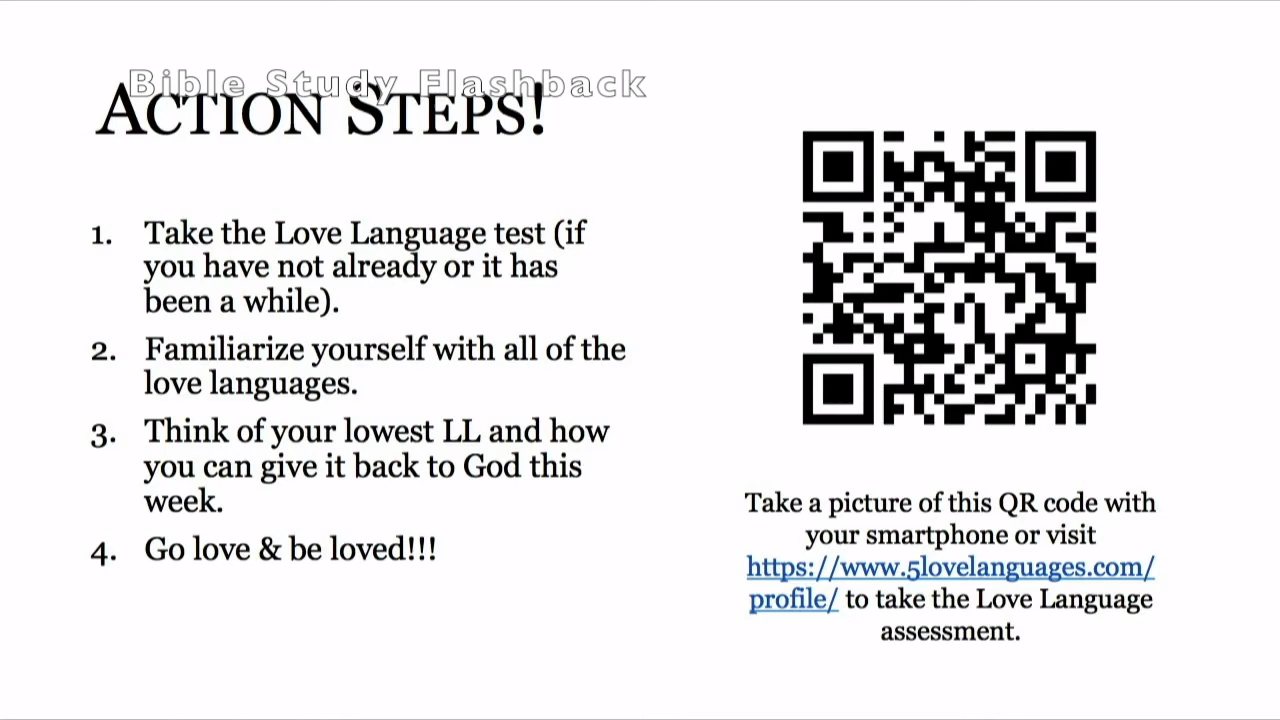 Bible Study Flashback
ACTION STEPS!
1. Take the Love Language test (if
you have not already or it has
been a while).
2. Familiarize yourself with all of the
love languages.
3. Think of your lowest LL and how
you can give it back to God this
week.
4. Go love & be loved!!!
Take a picture of this QR code with
your smartphone or visit
https://www.5lovelanguages.com/
profile/ to take the Love Language
assessment.